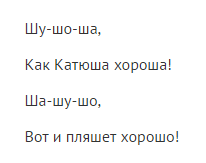 Шу-шо-ша,
Как Катюша хороша!
Ша-шу-шо,
Вот и пляшет хорошо!